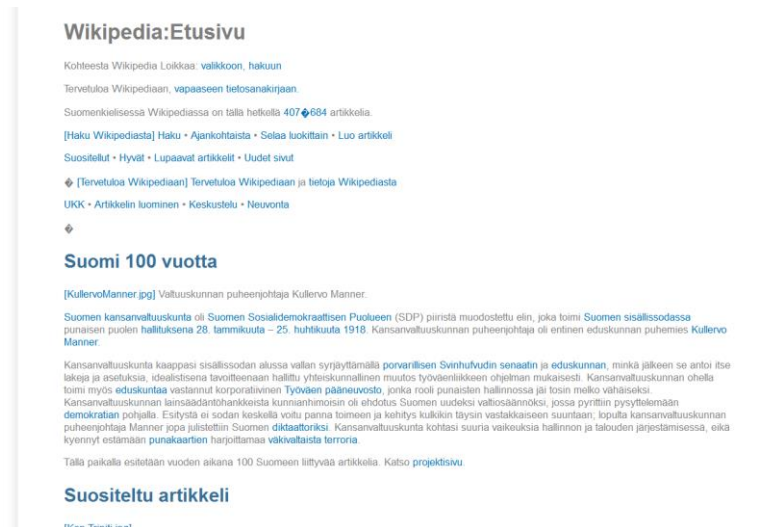 Wikipedia:Etusivu
Kohteesta Wikipedia Loikkaa: valikkoon, hakuun
Tervetuloa Wikipediaan, vapaaseen tietosanakirjaan.
Suomenkielisessä Wikipediassa on tällä hetkellä 407�684 artikkelia.
[Haku Wikipediasta] Haku • Ajankohtaista • Selaa luokittain • Luo artikkeli
Suositellut • Hyvät • Lupaavat artikkelit • Uudet sivut
� [Tervetuloa Wikipediaan] Tervetuloa Wikipediaan ja tietoja Wikipediasta
UKK • Artikkelin luominen • Keskustelu • Neuvonta
�
Suomi 100 vuotta
[KullervoManner.jpg] Valtuuskunnan puheenjohtaja Kullervo Manner.
Suomen kansanvaltuuskunta oli Suomen Sosialidemokraattisen Puolueen (SDP) piiristä muodostettu elin, joka toimi Suomen sisällissodassa
punaisen puolen hallituksena 28. tammikuuta – 25. huhtikuuta 1918. Kansanvaltuuskunnan puheenjohtaja oli entinen eduskunnan puhemies Kullervo
Manner.
Kansanvaltuuskunta kaappasi sisällissodan alussa vallan syrjäyttämällä porvarillisen Svinhufvudin senaatin ja eduskunnan, minkä jälkeen se antoi itse
lakeja ja asetuksia, idealistisena tavoitteenaan hallittu yhteiskunnallinen muutos työväenliikkeen ohjelman mukaisesti. Kansanvaltuuskunnan ohella
toimi myös eduskuntaa vastannut korporatiivinen Työväen pääneuvosto, jonka rooli punaisten hallinnossa jäi tosin melko vähäiseksi.
Kansanvaltuuskunnan lainsäädäntöhankkeista kunnianhimoisin oli ehdotus Suomen uudeksi valtiosäännöksi, jossa pyrittiin pysyttelemään
demokratian pohjalla. Esitystä ei sodan keskellä voitu panna toimeen ja kehitys kulkikin täysin vastakkaiseen suuntaan; lopulta kansanvaltuuskunnan
puheenjohtaja Manner jopa julistettiin Suomen diktaattoriksi. Kansanvaltuuskunta kohtasi suuria vaikeuksia hallinnon ja talouden järjestämisessä, eikä
kyennyt estämään punakaartien harjoittamaa väkivaltaista terroria.
Tällä paikalla esitetään vuoden aikana 100 Suomeen liittyvää artikkelia. Katso projektisivu.
Suositeltu artikkeli